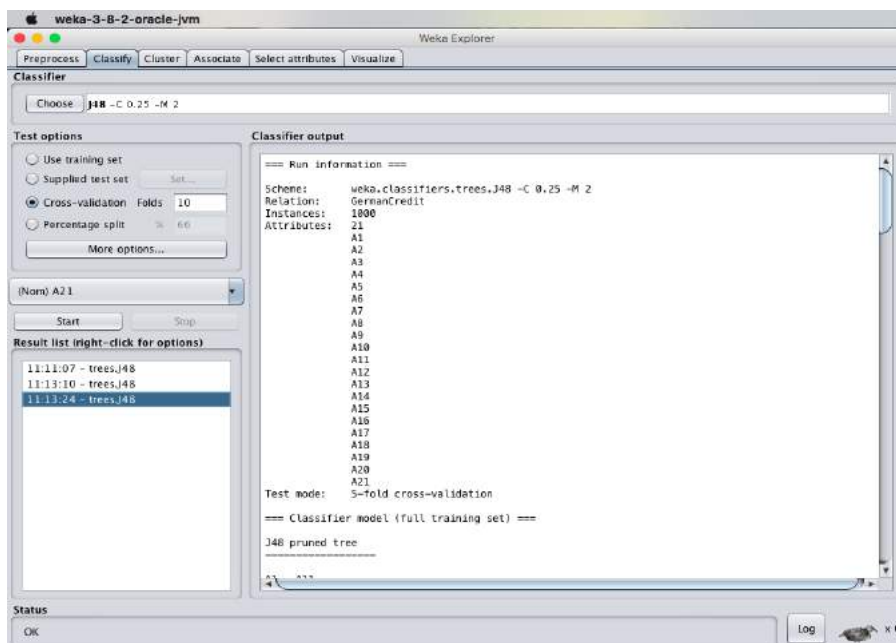 weka-3-8-2-oracle-jvm
Weka Explorer
Preprocess Classify Cluster Associate Select attributes Visualize
Classifier
Choose J48 -C 0.25 -M 2
Test options
Use training set
Supplied test set Set...
Cross-validation Folds 10
Percentage split % 66
More options...
(Nom) A21
Start Stop
Result list (right-click for options)
11:11:07 - trees.J48
11:13:10 - trees.J48
11:13:24 - trees.J48
Classifier output
=== Run information ===
Scheme: weka.classifiers.trees.J48 -C 0.25 -M 2
Relation: GermanCredit
Instances: 1000
Attributes: 21
A1
A2
A3
A4
A5
A6
A7
A8
A9
A10
A11
A12
A13
A14
A15
A16
A17
A18
A19
A20
A21
Test mode: 5-fold cross-validation
=== Classifier model (full training set) ===
J48 pruned tree
------------------
Status
OK
Log
x